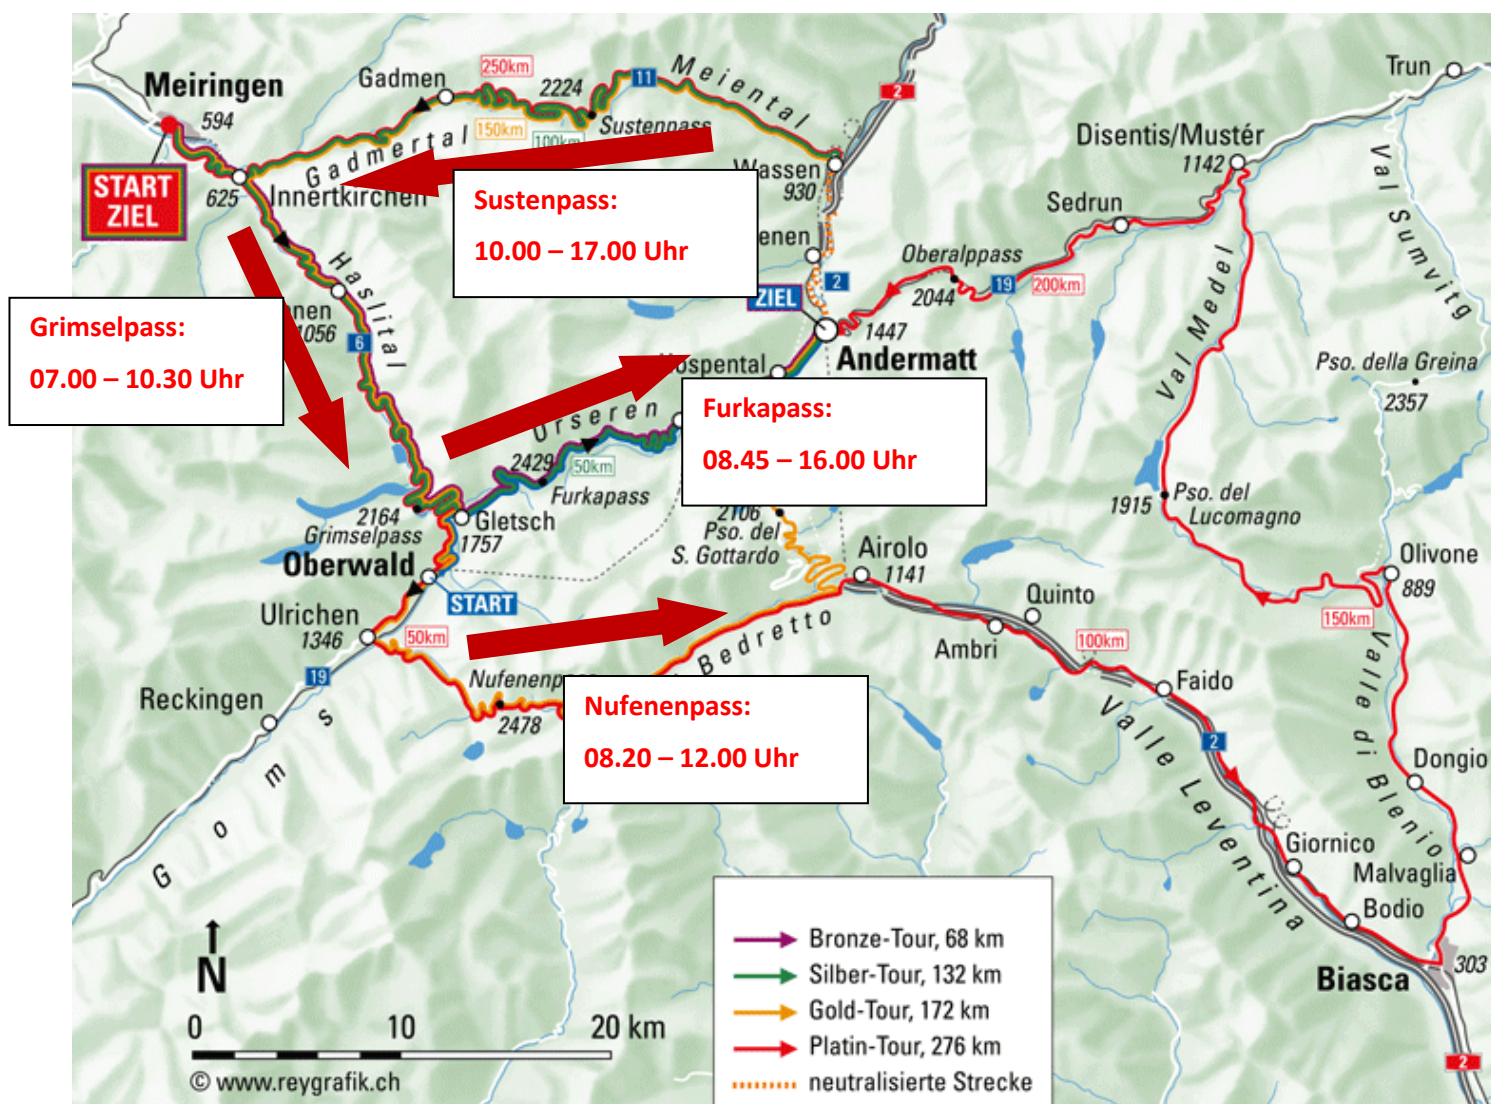 Meiringen
594
START
ZIEL
Gadmen
250km
2224
11
Meiental
2
Trun
150km
100km
Sustenpass
Gadmertal
625
Innertkirchen
Wassen
930
Disentis/Mustér
1142
Val Sumvitg
Sustenpass:
10.00 – 17.00 Uhr
Sedrun
enen
Oberalppass
2044
19
200km
2
ZIEL
1447
Andermatt
Val Medel
Haslital
Grimselpass:
07.00 – 10.30 Uhr
nen
1056
6
ospental
Pso. della Greina
2357
Urseren
Furkapass:
08.45 – 16.00 Uhr
2429
50km
Furkapass
2164
Grimselpass
Gletsch
1757
2106
Pso. del
S. Gottardo
1915
Pso. del
Lucomagno
Oberwald
START
Airolo
1141
Olivone
889
Ulrichen
1346
50km
Bedretto
Quinto
Ambri
100km
150km
19
Reckingen
Nufenenp
2478
Nufenenpass:
08.20 – 12.00 Uhr
Faido
Valle di Blenio
2
Valle Leventina
Dongio
Goms
Giornico
Malvaglia
Bodio
303
Biasca
2
N
0 10 20 km
© www.reygrafik.ch
Bronze-Tour, 68 km
Silber-Tour, 132 km
Gold-Tour, 172 km
Platin-Tour, 276 km
neutralisierte Strecke